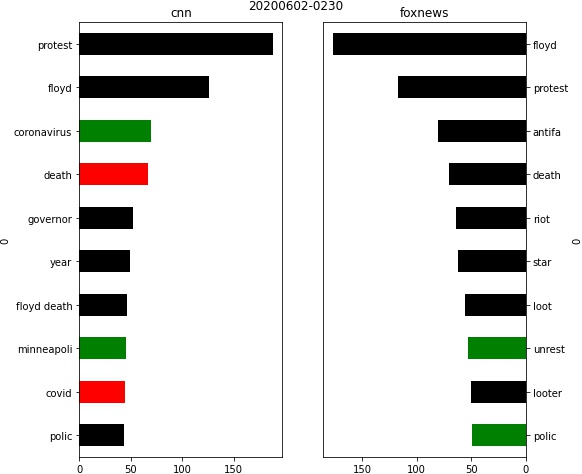 20200602-0230
cnn
foxnews
protest
floyd
coronavirus
death
governor
year
floyd death
minneapoli
covid
polic
0
0 50 100 150
floyd
protest
antifa
death
riot
star
loot
unrest
looter
polic
0
150 100 50 0